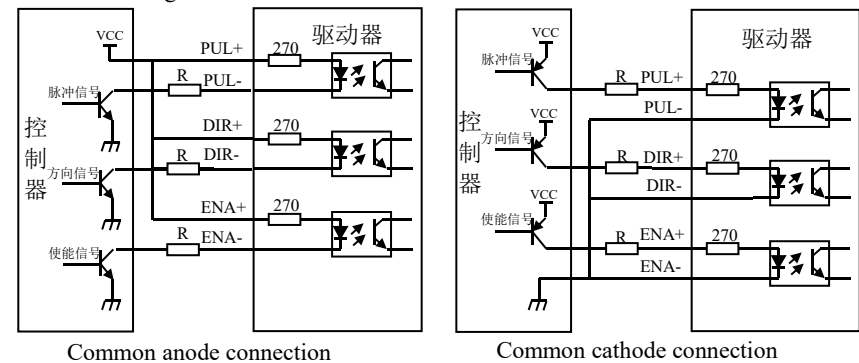 VCC
PUL+
270
驱动器
脉冲信号
R
PUL-
控制器
DIR+
270
方向信号
R
DIR-
ENA+
270
使能信号
R
ENA-
Common anode connection
VCC
驱动器
脉冲信号
R
PUL+
270
PUL-
控制器
VCC
方向信号
R
DIR+
270
DIR-
VCC
使能信号
R
ENA+
270
ENA-
Common cathode connection